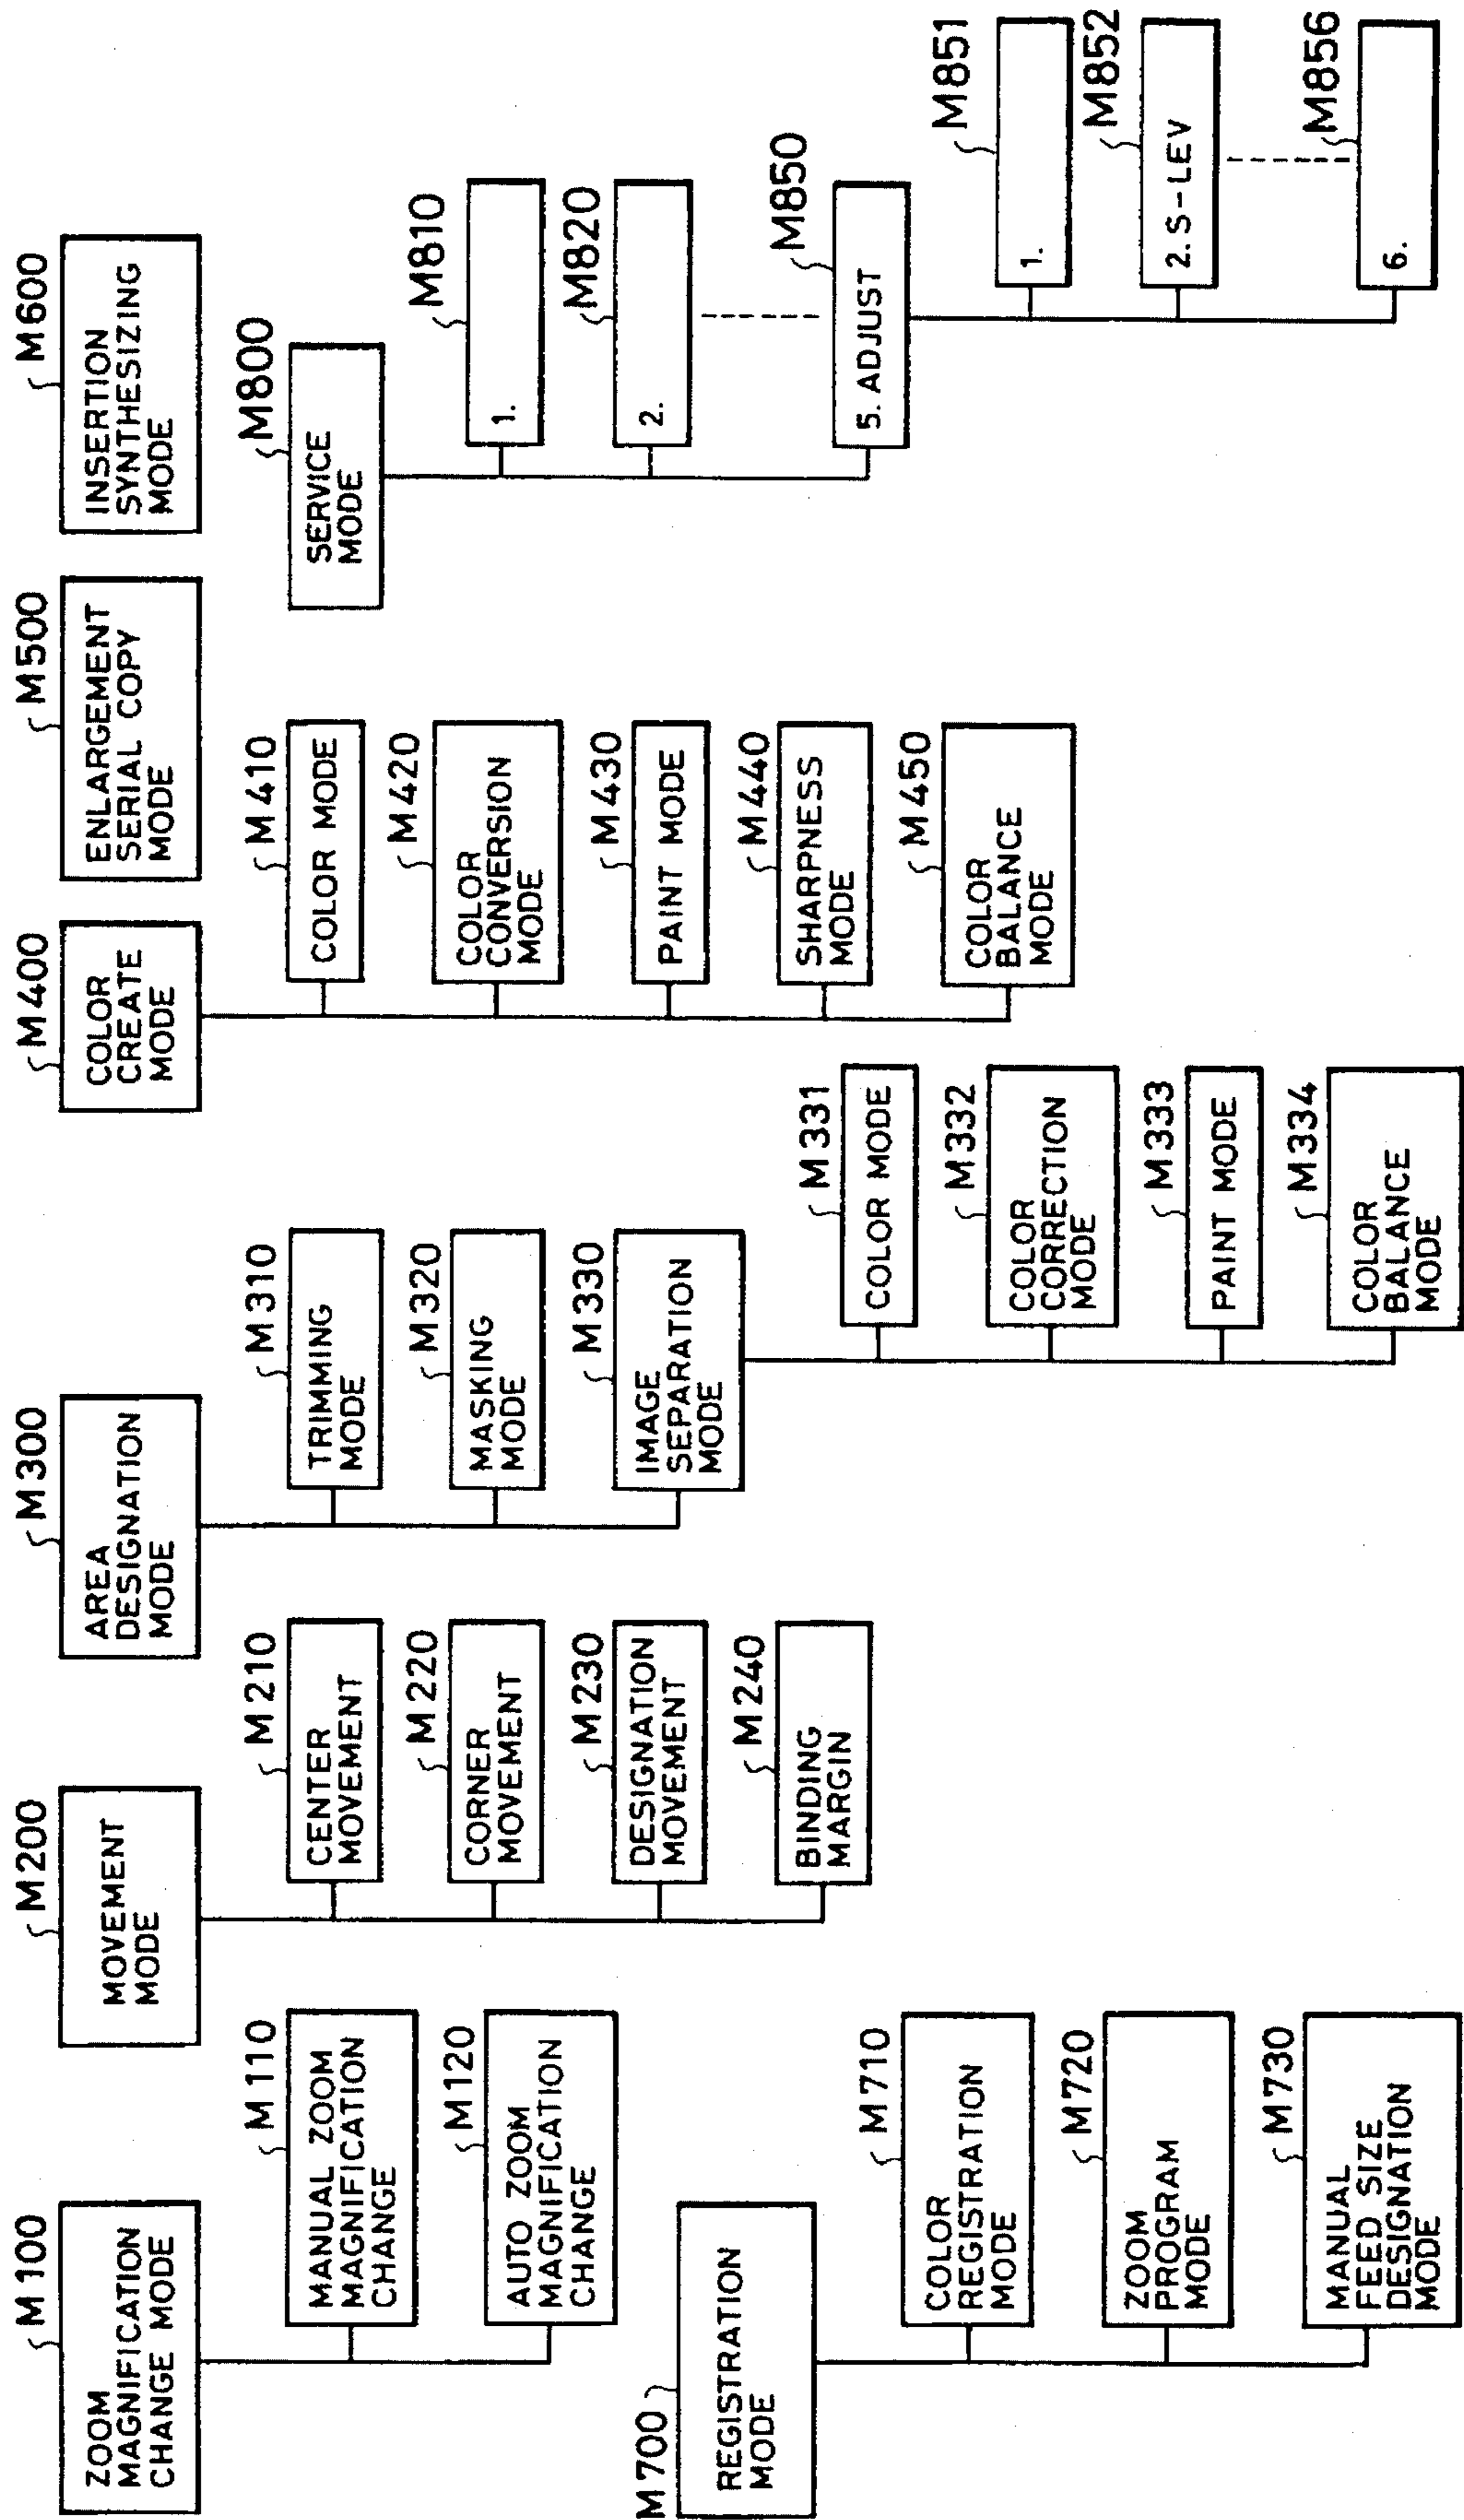 M100
ZOOM
MAGNIFICATION
CHANGE MODE
M110
MANUAL ZOOM
MAGNIFICATION
CHANGE
M120
AUTO ZOOM
MAGNIFICATION
CHANGE
M200
MOVEMENT
MODE
M210
CENTER
MOVEMENT
M220
CORNER
MOVEMENT
M230
DESIGNATION
MOVEMENT
M240
BINDING
MARGIN
M300
AREA
DESIGNATION
MODE
M310
TRIMMING
MODE
M320
MASKING
MODE
M330
IMAGE
SEPARATION
MODE
M331
COLOR MODE
M332
COLOR
CORRECTION
MODE
M333
PAINT MODE
M334
COLOR
BALANCE
MODE
M400
COLOR
CREATE
MODE
M410
COLOR MODE
M420
COLOR
CONVERSION
MODE
M430
PAINT MODE
M440
SHARPNESS
MODE
M450
COLOR
BALANCE
MODE
M500
ENLARGEMENT
SERIAL COPY
MODE
M600
INSERTION
SYNTHESIZING
MODE
M700
REGISTRATION
MODE
M710
COLOR
REGISTRATION
MODE
M720
ZOOM
PROGRAM
MODE
M730
MANUAL
FEED SIZE
DESIGNATION
MODE
M800
SERVICE
MODE
M810
1.
M820
2.
M850
5. ADJUST
M851
1.
M852
2. S-LEV
M856
6.